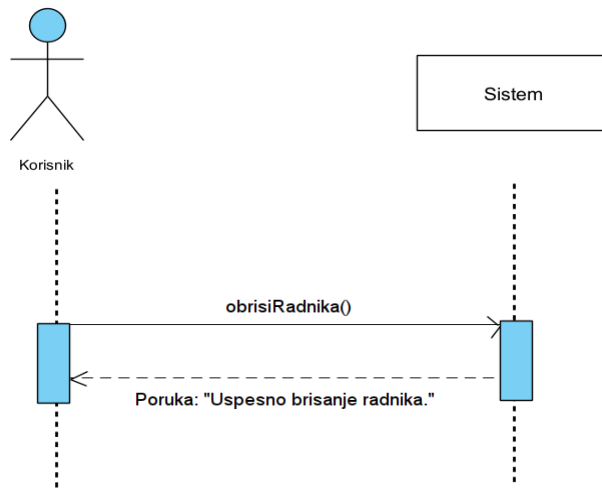 Sistem
Korisnik
obrisiRadnika()
Poruka: "Uspesno brisanje radnika."